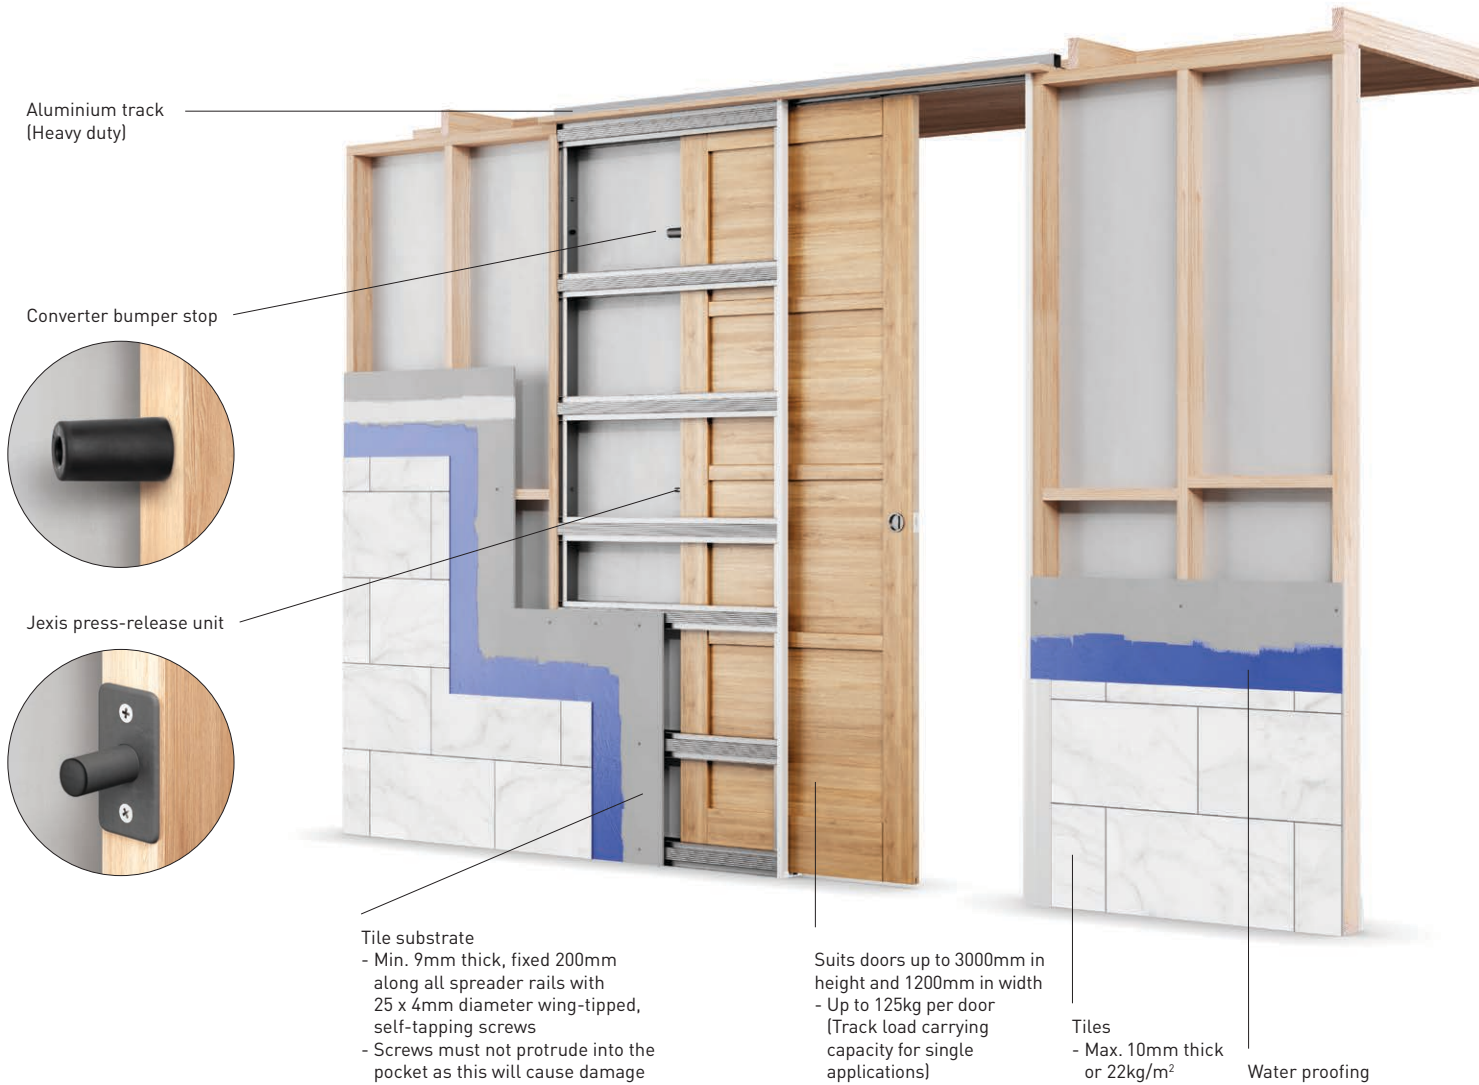 Aluminium track
(Heavy duty)
Converter bumper stop
Jexis press-release unit
Tile substrate
- Min. 9mm thick, fixed 200mm
along all spreader rails with
25 x 4mm diameter wing-tipped,
self-tapping screws
- Screws must not protrude into the
pocket as this will cause damage
Suits doors up to 3000mm in
height and 1200mm in width
- Up to 125kg per door
(Track load carrying
capacity for single
applications)
Tiles
- Max. 10mm thick
or 22kg/m²
Water proofing